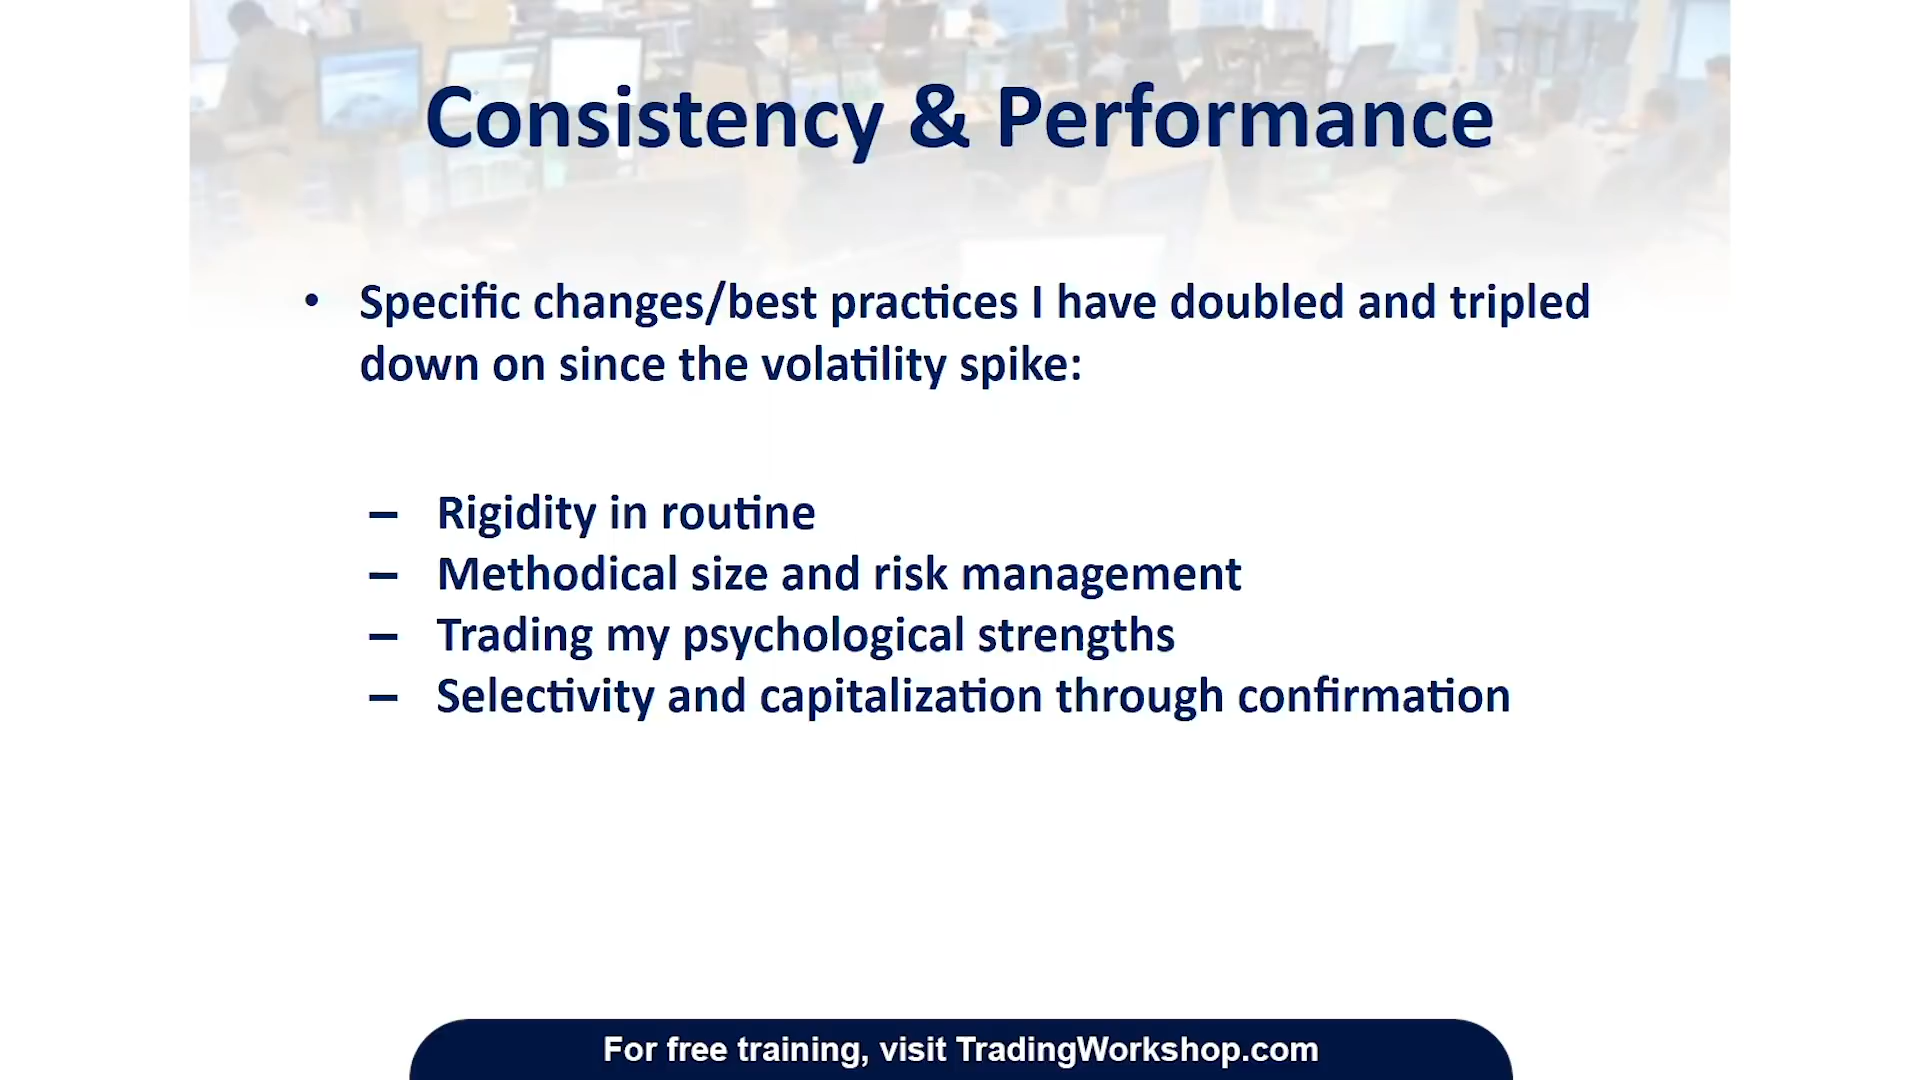 Consistency & Performance
• Specific changes/best practices I have doubled and tripled
down on since the volatility spike:
– Rigidity in routine
– Methodical size and risk management
– Trading my psychological strengths
– Selectivity and capitalization through confirmation
For free training, visit TradingWorkshop.com